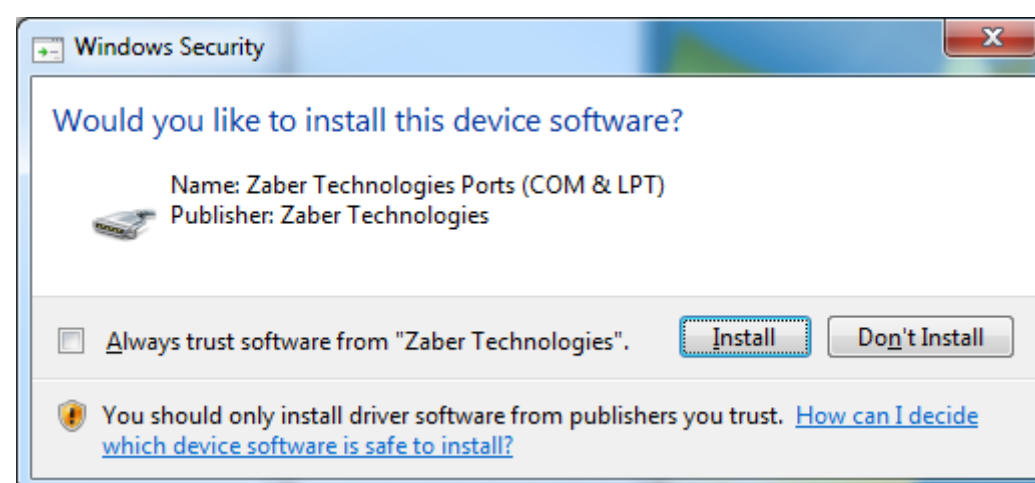 Windows Security
Would you like to install this device software?
Name: Zaber Technologies Ports (COM & LPT)
Publisher: Zaber Technologies
Always trust software from "Zaber Technologies". Install Don't Install
You should only install driver software from publishers you trust. How can I decide
which device software is safe to install?